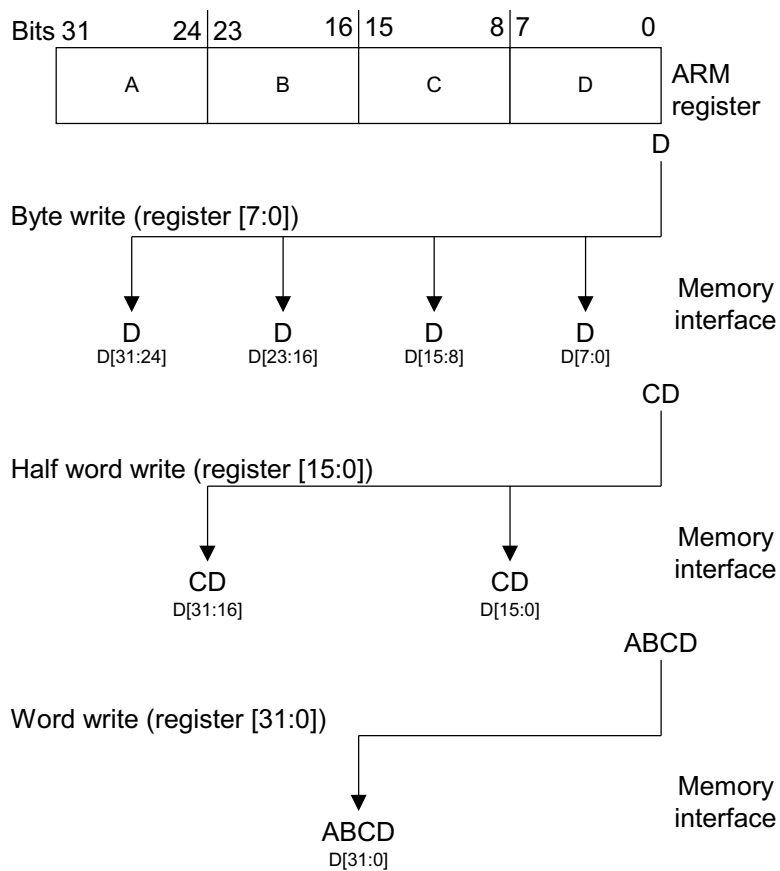 Bits 31 24 23 16 15 8 7 0
A B C D
ARM
register
D
Byte write (register [7:0])
Memory
interface
D D D D
D[31:24] D[23:16] D[15:8] D[7:0]
CD
Half word write (register [15:0])
Memory
interface
CD CD
D[31:16] D[15:0]
ABCD
Word write (register [31:0])
Memory
interface
ABCD
D[31:0]